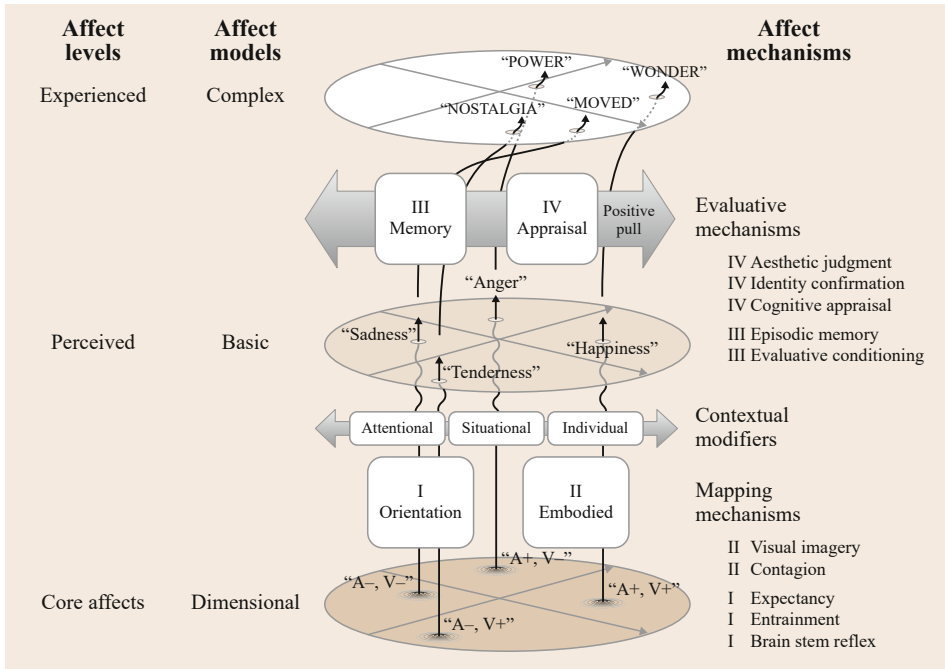 Affect levels
Affect models
Affect mechanisms
Experienced
Complex
“POWER”
“WONDER”
“NOSTALGIA”
“MOVED”
III
Memory
IV
Appraisal
Positive
pull
Evaluative
mechanisms
IV Aesthetic judgment
IV Identity confirmation
IV Cognitive appraisal
III Episodic memory
III Evaluative conditioning
“Anger”
Perceived
Basic
“Sadness”
“Happiness”
“Tenderness”
Attentional
Situational
Individual
Contextual
modifiers
I
Orientation
II
Embodied
Mapping
mechanisms
II Visual imagery
II Contagion
I Expectancy
I Entrainment
I Brain stem reflex
“A+, V–”
“A–, V–”
“A+, V+”
“A–, V+”
Core affects
Dimensional